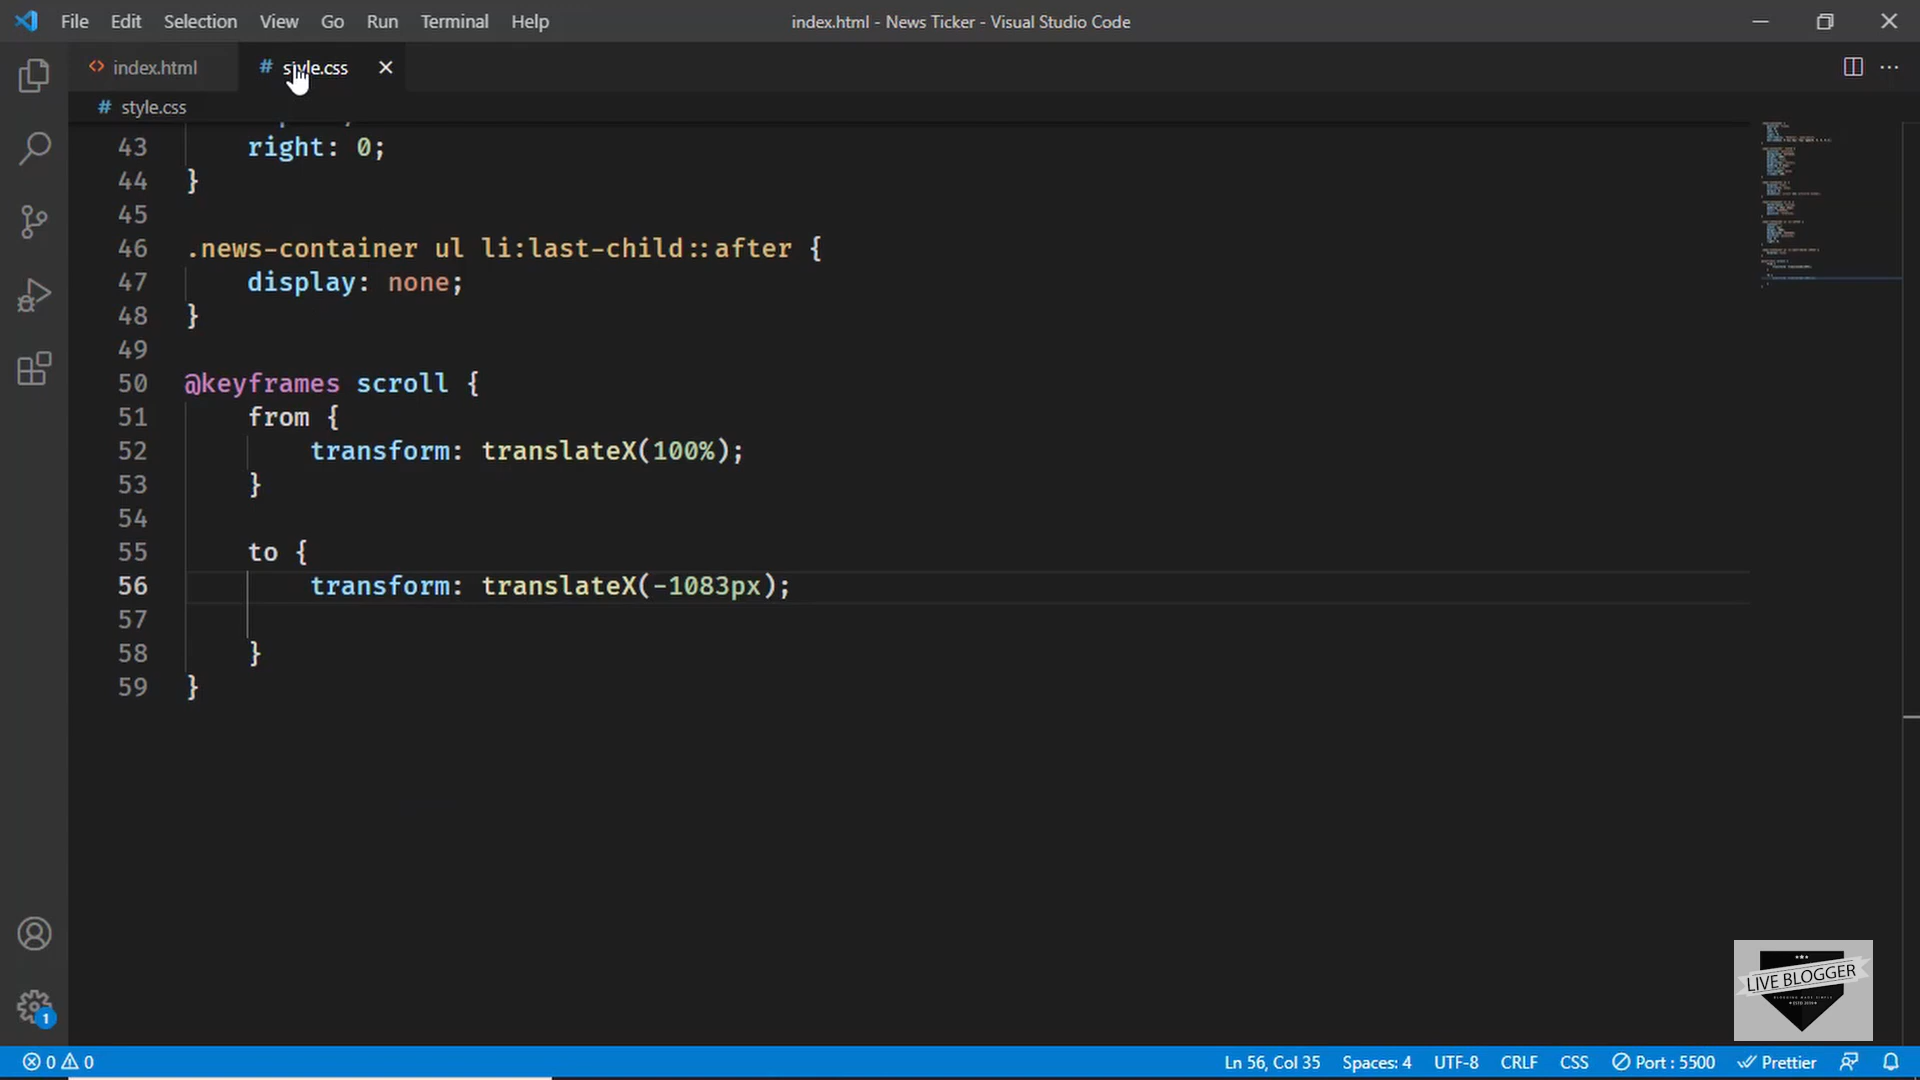 File Edit Selection View Go Run Terminal Help index.html - News Ticker - Visual Studio Code
<> index.html # style.css
# style.css
43 right: 0;
44 }
45
46 .news-container ul li:last-child::after {
47 display: none;
48 }
49
50 @keyframes scroll {
51 from {
52 transform: translateX(100%);
53 }
54
55 to {
56 transform: translateX(-1083px);
57
58 }
59 }
LIVE BLOGGER
1
0 0 Ln 56, Col 35 Spaces: 4 UTF-8 CRLF CSS Port : 5500 Prettier